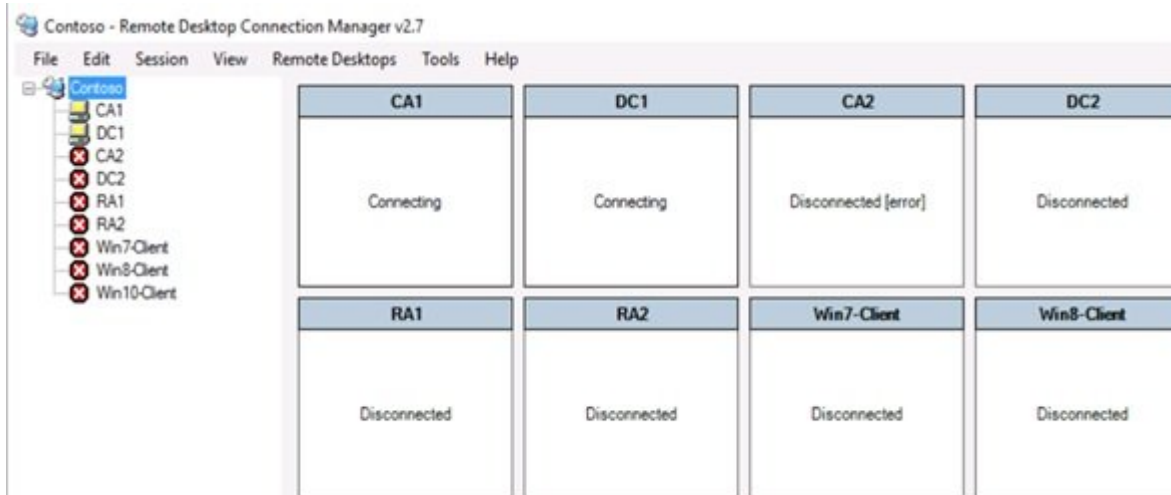 Contoso - Remote Desktop Connection Manager v2.7
File Edit Session View Remote Desktops Tools Help
Contoso
CA1
DC1
CA2
DC2
RA1
RA2
Win7-Client
Win8-Client
Win10-Client
CA1 DC1 CA2 DC2
Connecting Connecting Disconnected [error] Disconnected
RA1 RA2 Win7-Client Win8-Client
Disconnected Disconnected Disconnected Disconnected